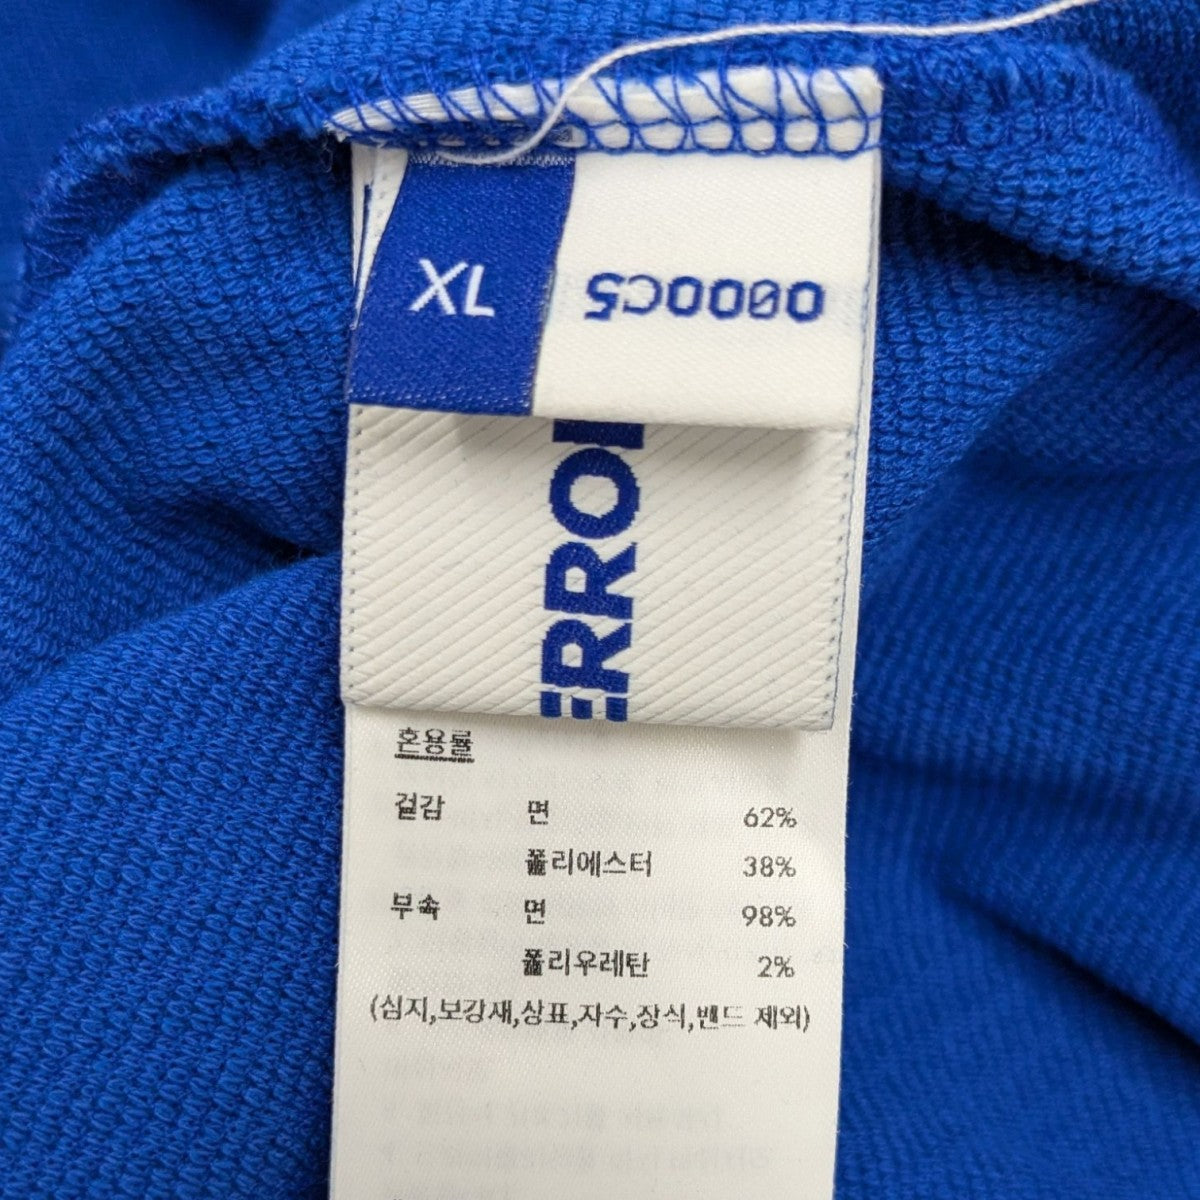 XL
0000C5
ERRO
혼용률
겉감 면 62%
폴리에스터 38%
부속 면 98%
폴리우레탄 2%
(심지,보강재,상표,자수,장식,밴드 제외)